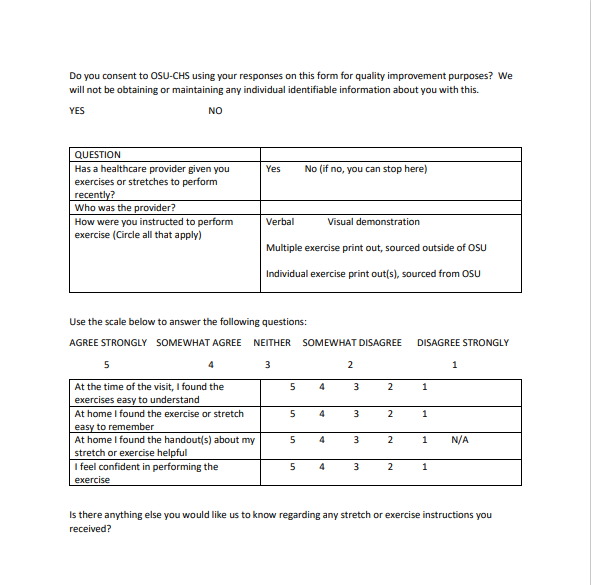 Do you consent to OSU-CHS using your responses on this form for quality improvement purposes? We
will not be obtaining or maintaining any individual identifiable information about you with this.
YES NO
QUESTION
Has a healthcare provider given you
exercises or stretches to perform
recently?
Yes No (if no, you can stop here)
Who was the provider?
How were you instructed to perform
exercise (Circle all that apply)
Verbal Visual demonstration
Multiple exercise print out, sourced outside of OSU
Individual exercise print out(s), sourced from OSU
Use the scale below to answer the following questions:
AGREE STRONGLY SOMEWHAT AGREE NEITHER SOMEWHAT DISAGREE DISAGREE STRONGLY
5 4 3 2 1
At the time of the visit, I found the
exercises easy to understand
5 4 3 2 1
At home I found the exercise or stretch
easy to remember
5 4 3 2 1
At home I found the handout(s) about my
stretch or exercise helpful
5 4 3 2 1 N/A
I feel confident in performing the
exercise
5 4 3 2 1
Is there anything else you would like us to know regarding any stretch or exercise instructions you
received?